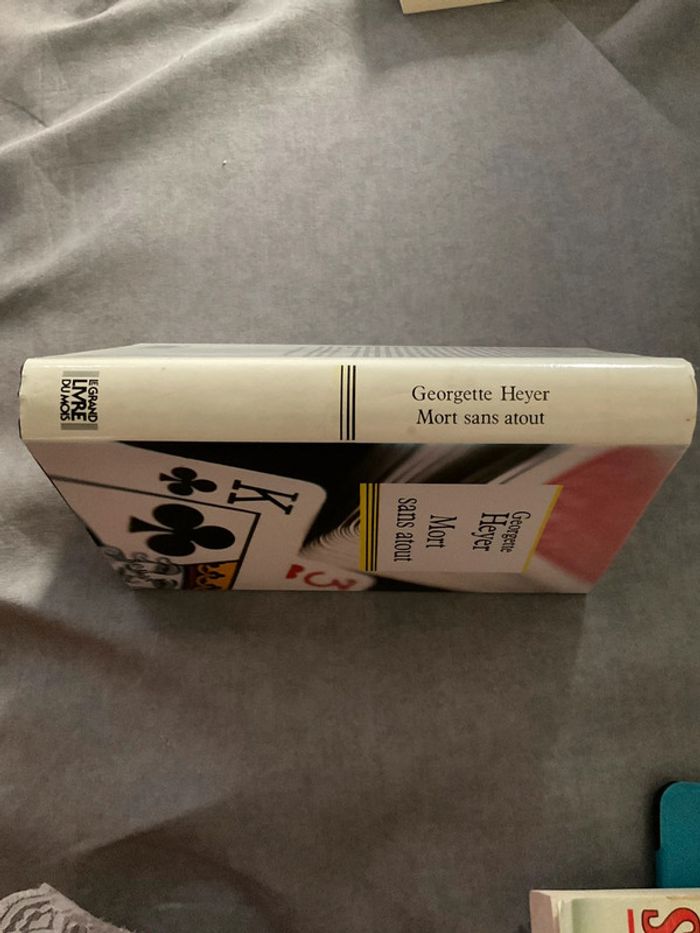 LE GRAND
LIVRE
DU MOIS
Georgette Heyer
Mort sans atout
Georgette
Heyer
Mort
sans atout
K
3
S